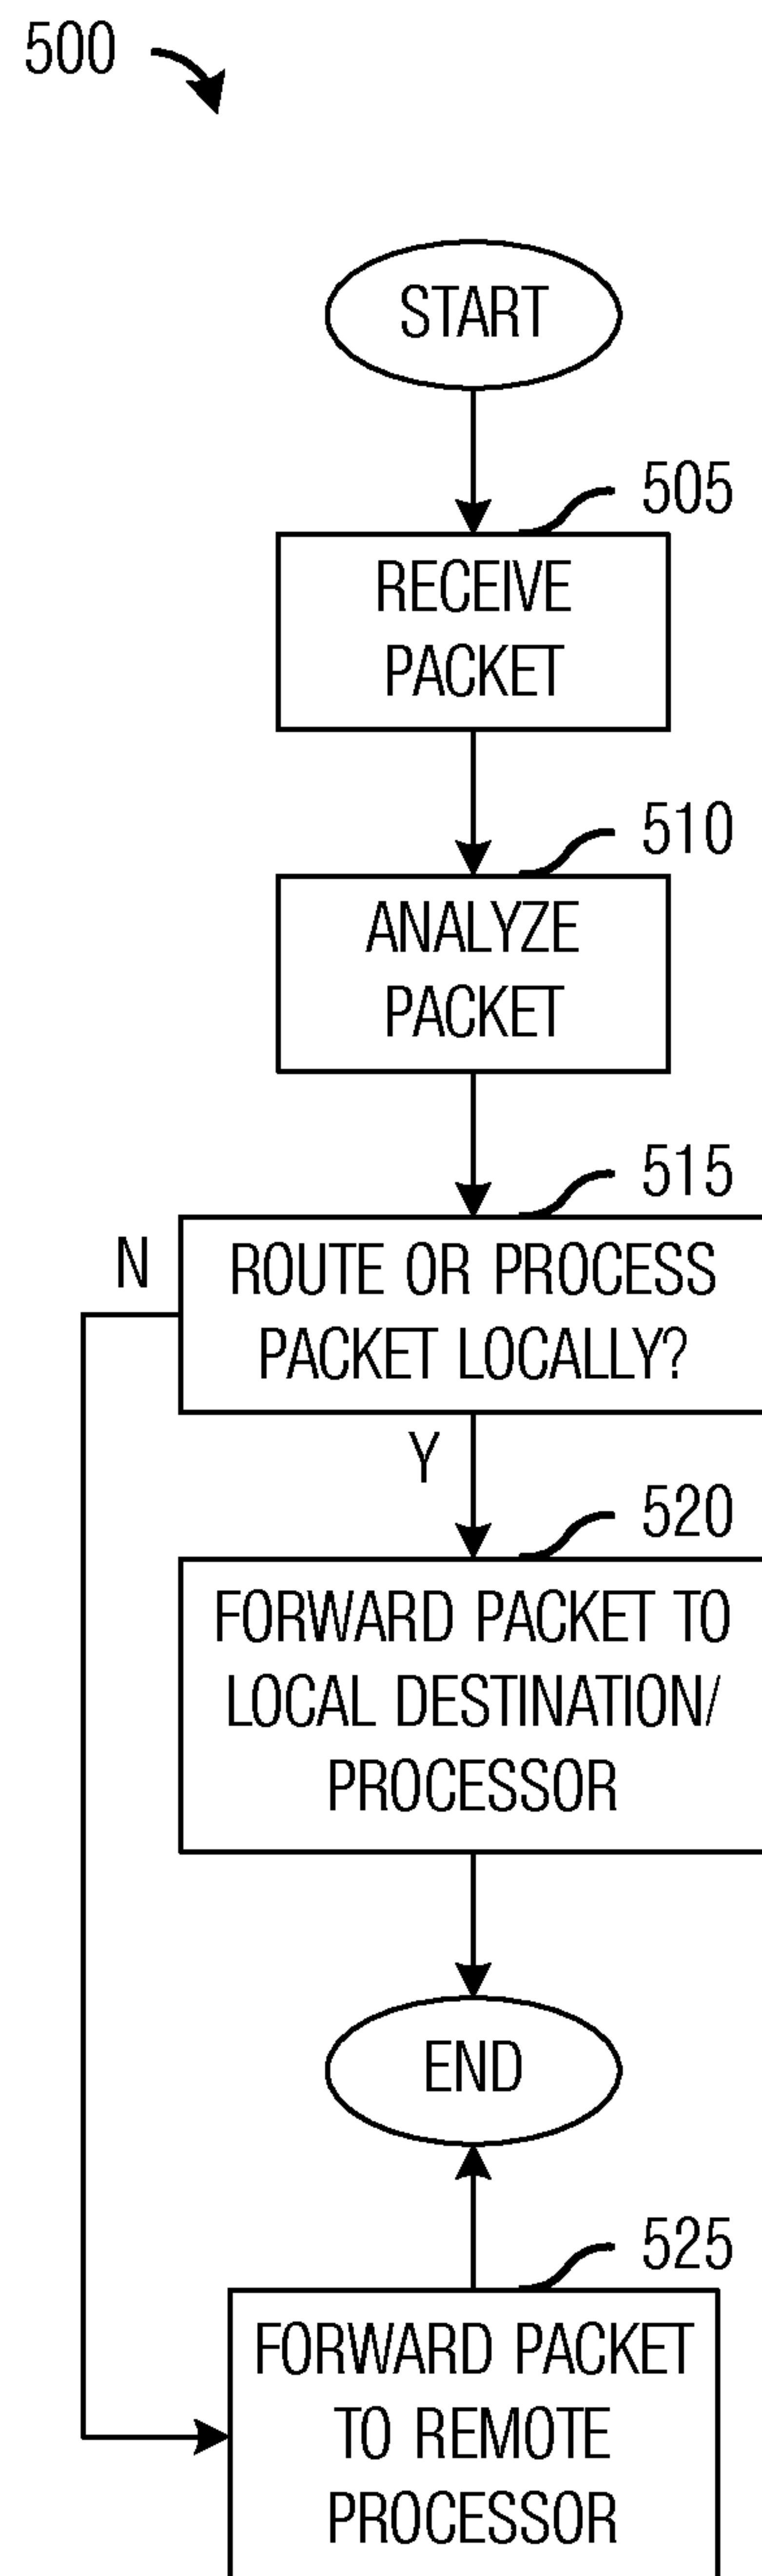 500
START
505
RECEIVE
PACKET
510
ANALYZE
PACKET
515
N
ROUTE OR PROCESS
PACKET LOCALLY?
Y
520
FORWARD PACKET TO
LOCAL DESTINATION/
PROCESSOR
END
525
FORWARD PACKET
TO REMOTE
PROCESSOR